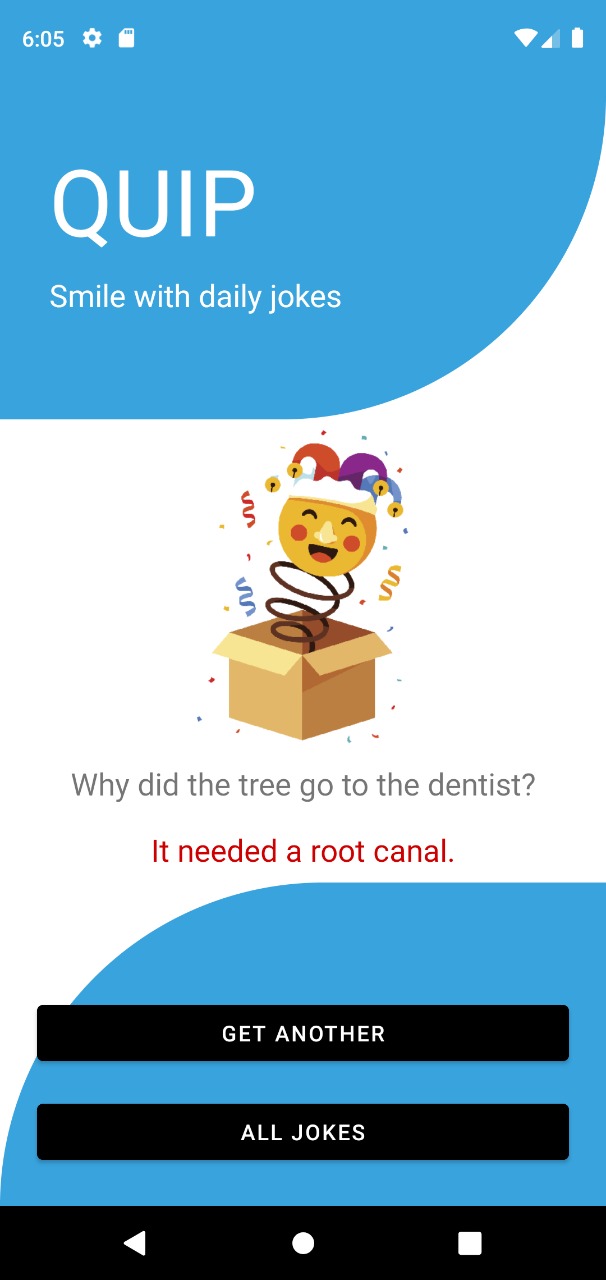 6:05
QUIP
Smile with daily jokes
Why did the tree go to the dentist?
It needed a root canal.
GET ANOTHER
ALL JOKES